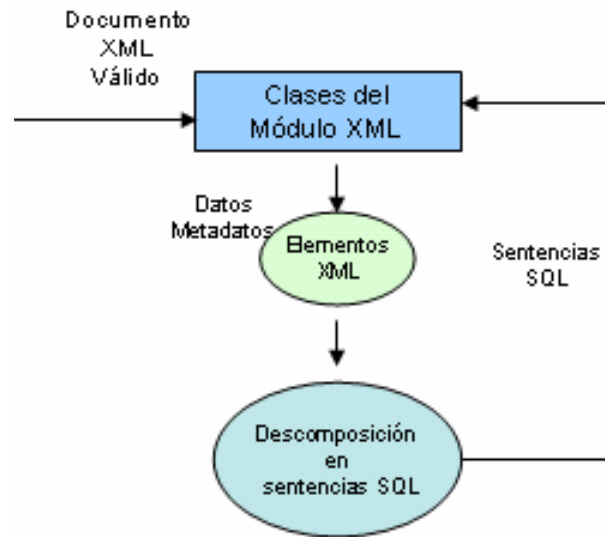 Documento
XML
Válido
Clases del
Módulo XML
Datos
Metadatos
Elementos
XML
Sentencias
SQL
Descomposición
en
sentencias SQL